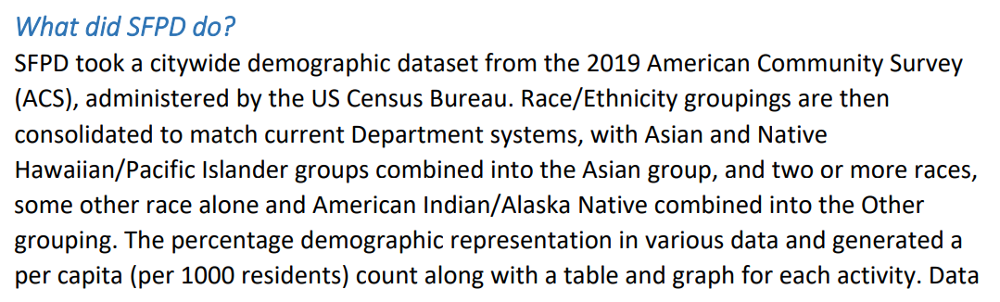 What did SFPD do?
SFPD took a citywide demographic dataset from the 2019 American Community Survey
(ACS), administered by the US Census Bureau. Race/Ethnicity groupings are then
consolidated to match current Department systems, with Asian and Native
Hawaiian/Pacific Islander groups combined into the Asian group, and two or more races,
some other race alone and American Indian/Alaska Native combined into the Other
grouping. The percentage demographic representation in various data and generated a
per capita (per 1000 residents) count along with a table and graph for each activity. Data